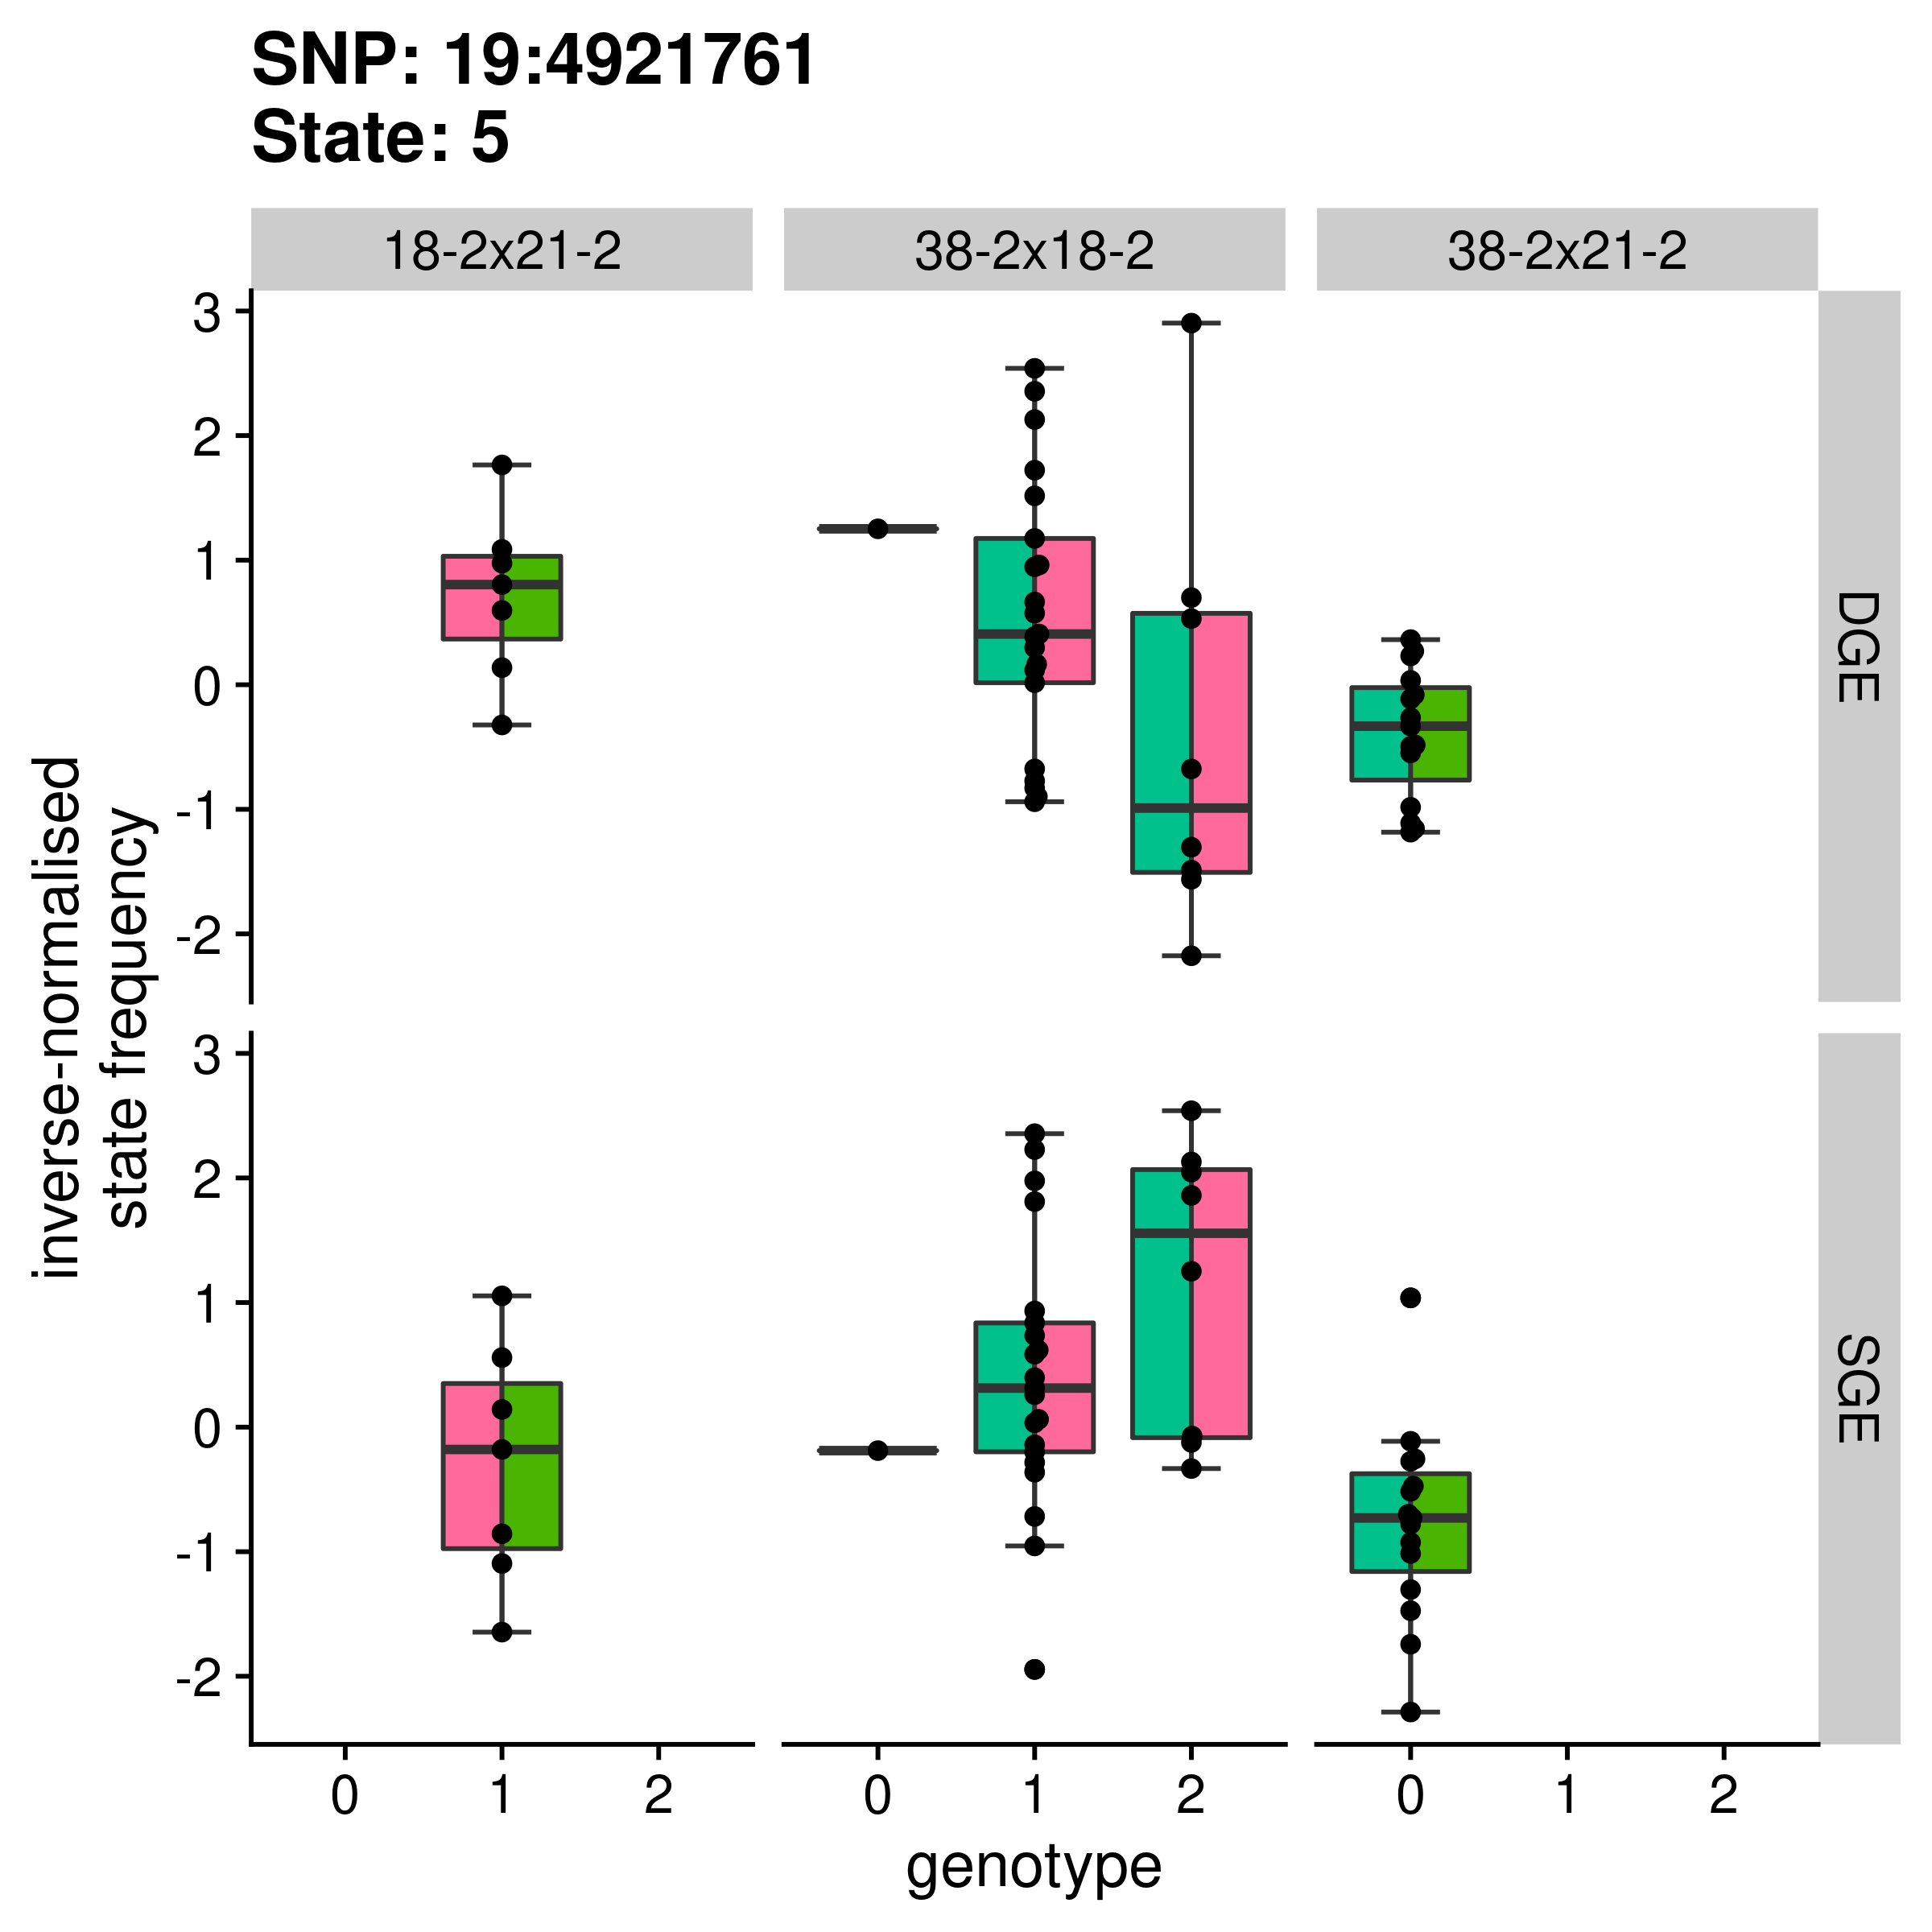 SNP: 19:4921761
State: 5
18-2x21-2
38-2x18-2
38-2x21-2
3
2
1
0
-1
-2
DGE
inverse-normalised
state frequency
3
2
1
0
-1
-2
SGE
0
1
2
0
1
2
0
1
2
genotype